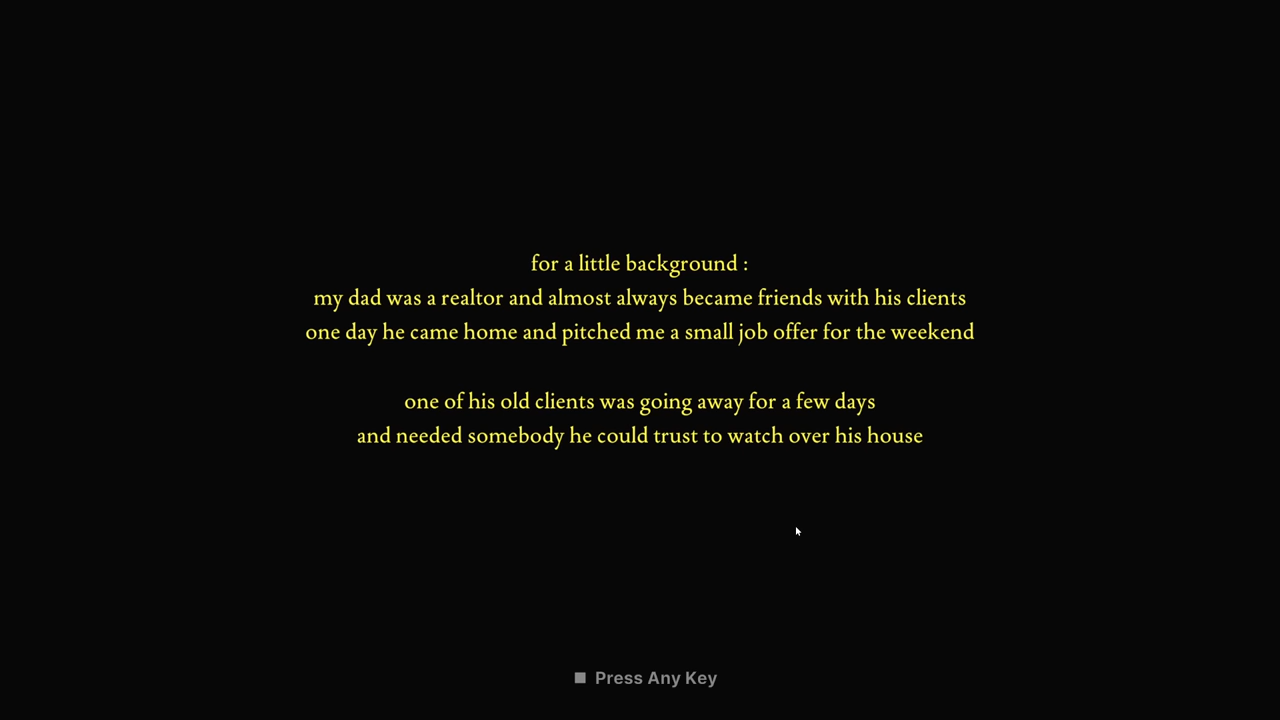 for a little background :
my dad was a realtor and almost always became friends with his clients
one day he came home and pitched me a small job offer for the weekend
one of his old clients was going away for a few days
and needed somebody he could trust to watch over his house
Press Any Key